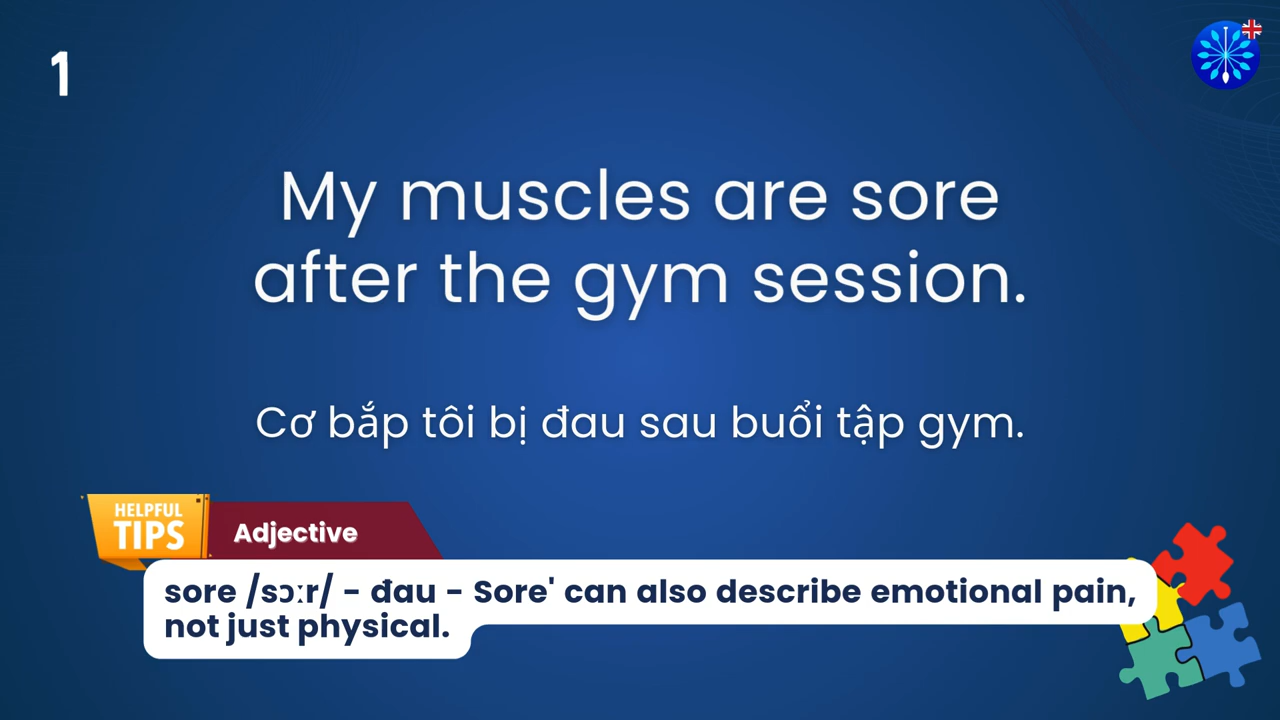 1
My muscles are sore
after the gym session.
Cơ bắp tôi bị đau sau buổi tập gym.
HELPFUL
TIPS
Adjective
sore /sɔːr/ - đau - Sore' can also describe emotional pain,
not just physical.